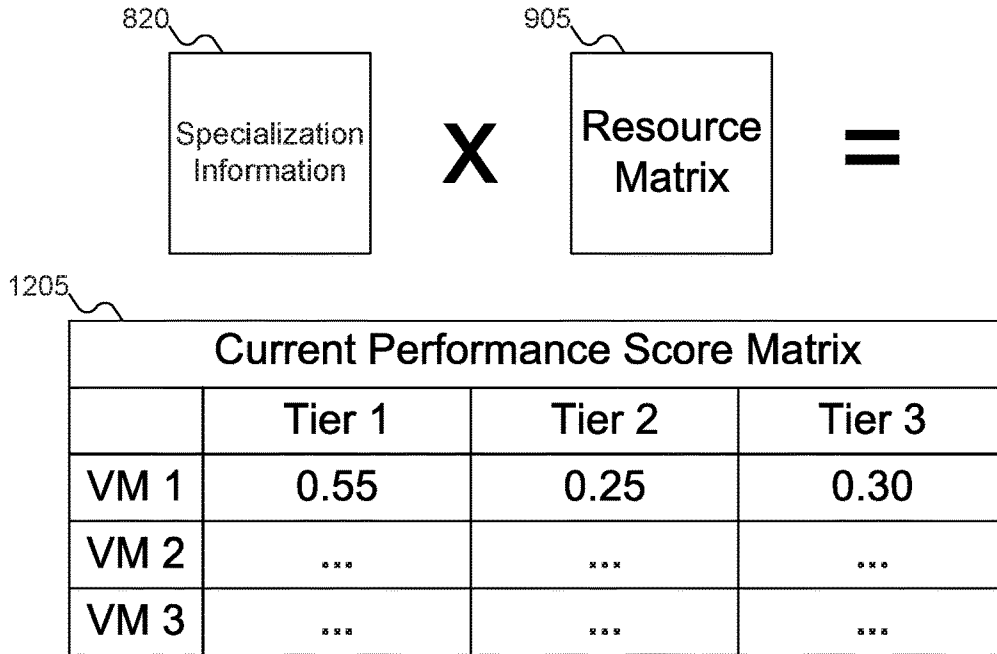 820 905
Specialization
Information
X
Resource
Matrix
=
1205
Current Performance Score Matrix
Tier 1 Tier 2 Tier 3
VM 1 0.55 0.25 0.30
VM 2 ... ... ...
VM 3 ... ... ...